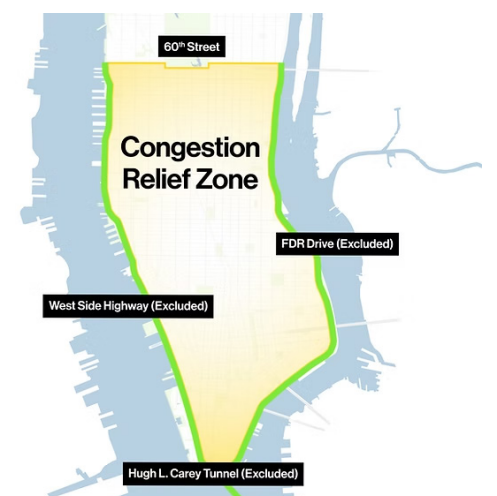 60th Street
Congestion
Relief Zone
FDR Drive (Excluded)
West Side Highway (Excluded)
Hugh L. Carey Tunnel (Excluded)